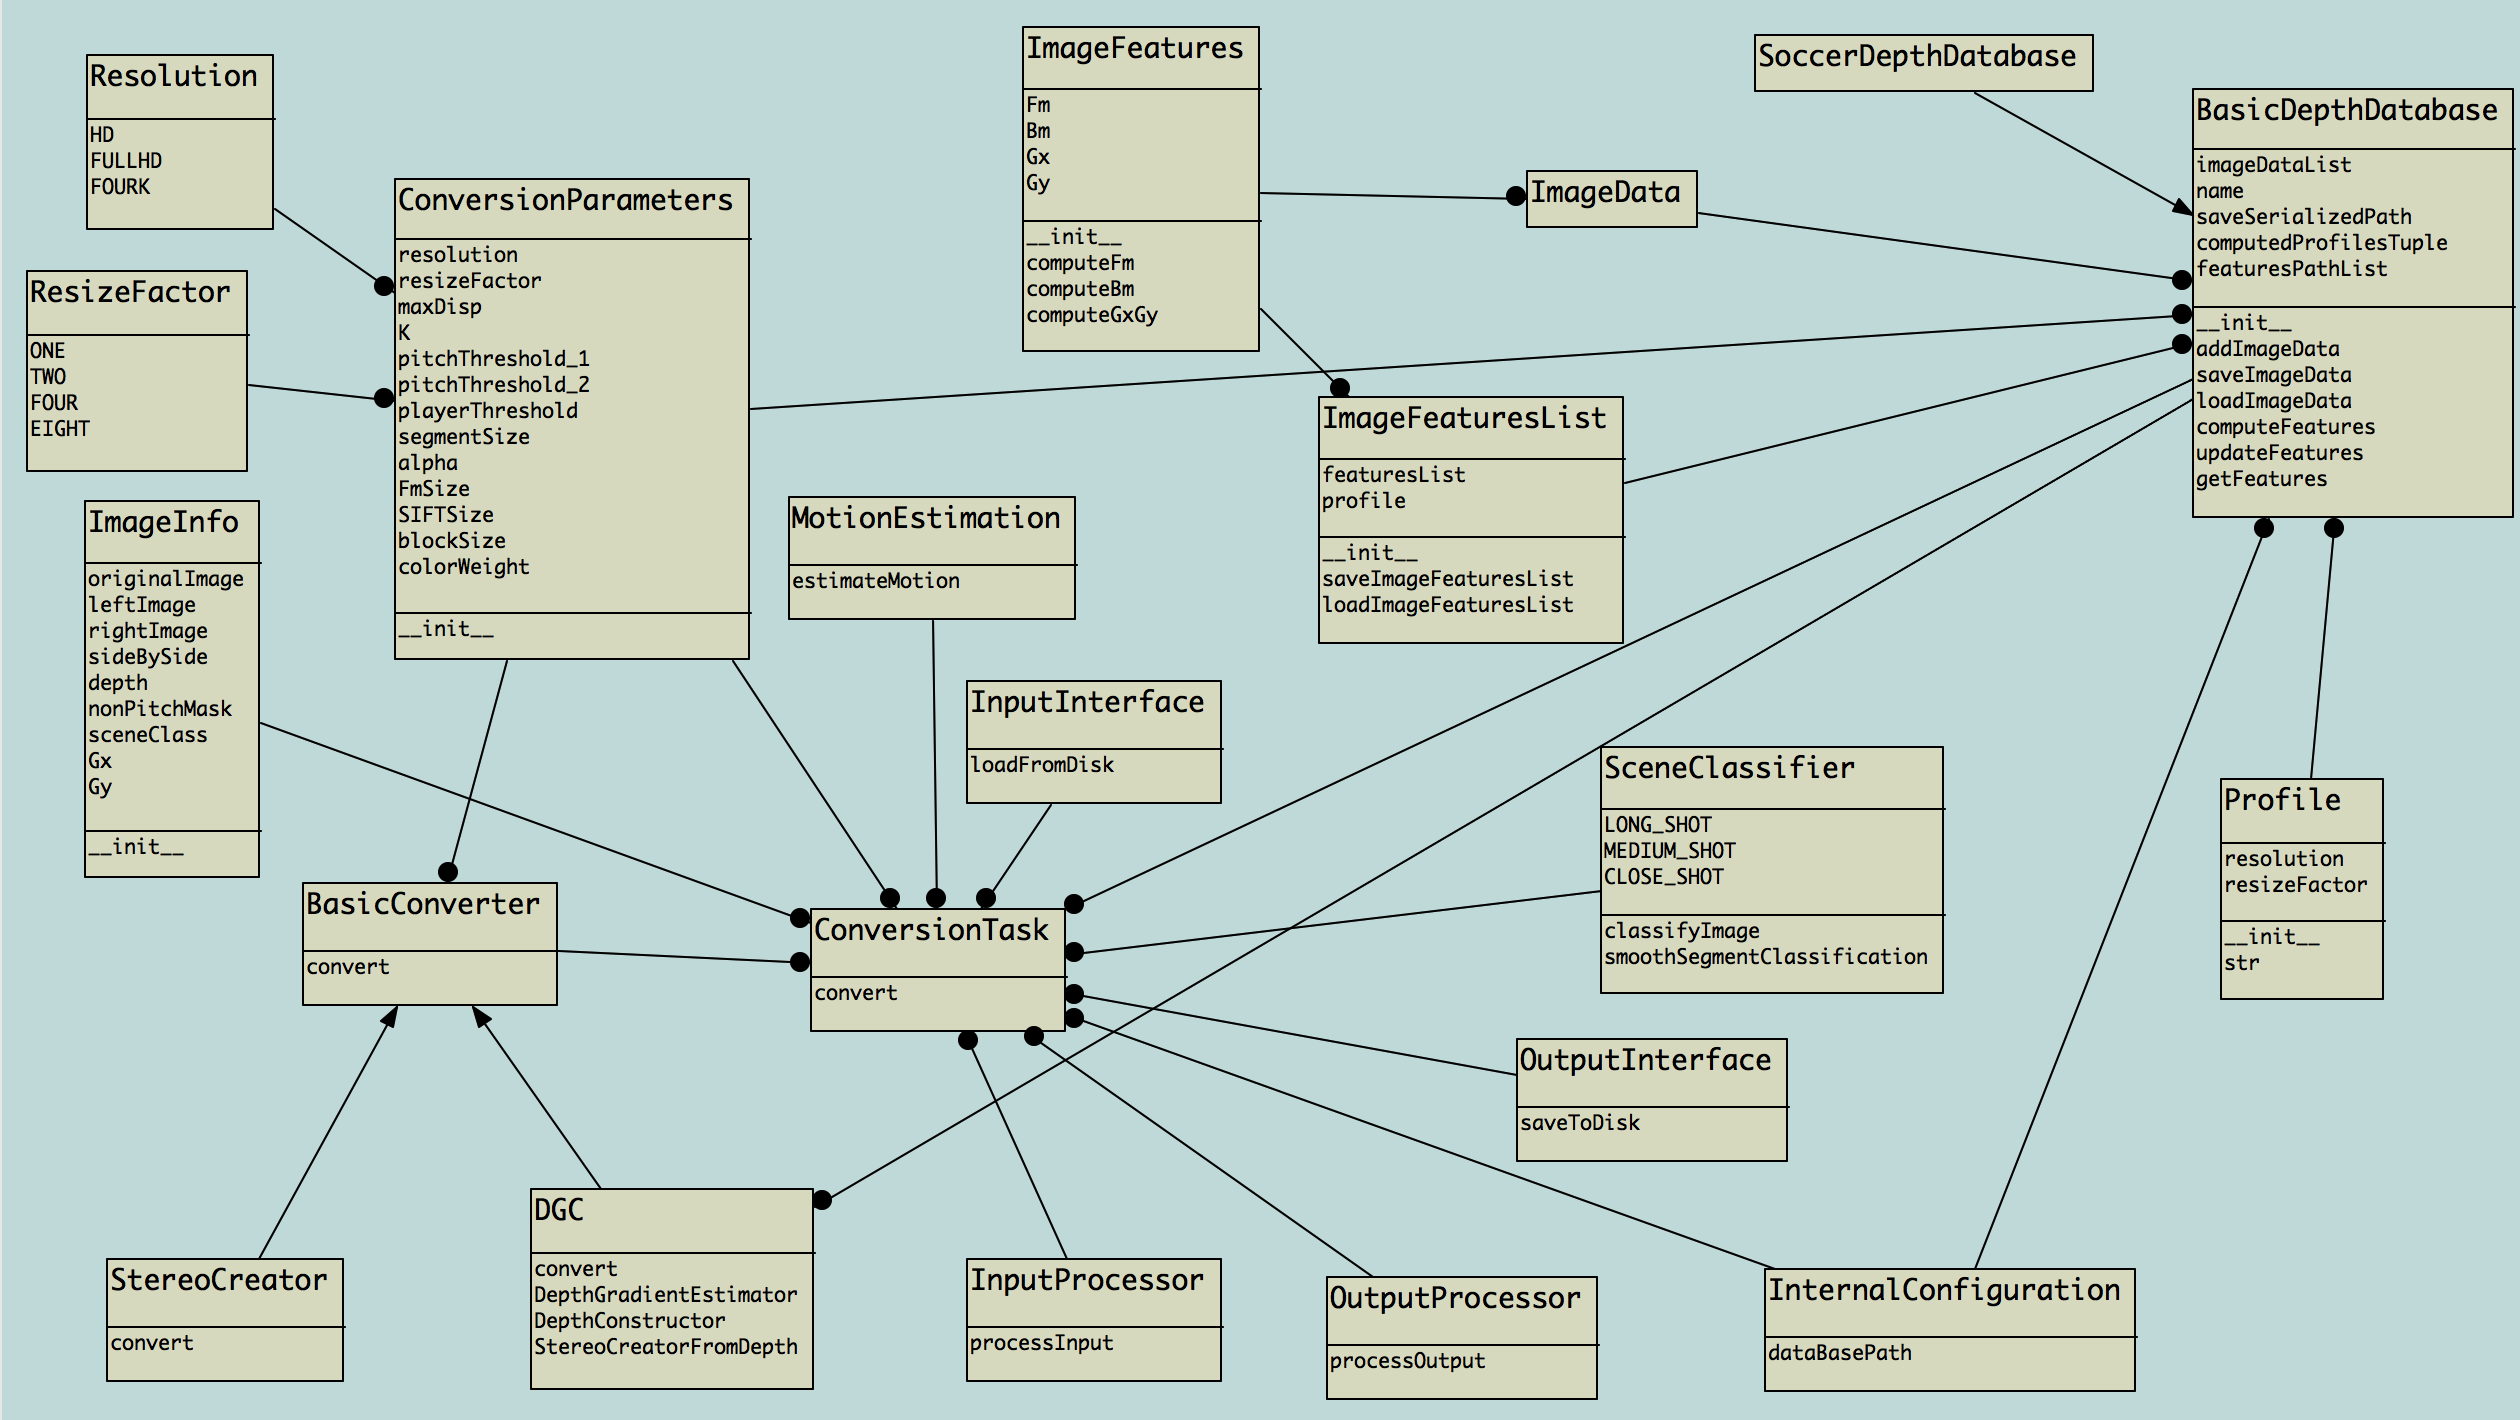 Resolution
HD
FULLHD
FOURK
ResizeFactor
ONE
TWO
FOUR
EIGHT
ImageInfo
originalImage
leftImage
rightImage
sideBySide
depth
nonPitchMask
sceneClass
Gx
Gy
__init__
ConversionParameters
resolution
resizeFactor
maxDisp
K
pitchThreshold_1
pitchThreshold_2
playerThreshold
segmentSize
alpha
FmSize
SIFTSize
blockSize
colorWeight
__init__
ImageFeatures
Fm
Bm
Gx
Gy
__init__
computeFm
computeBm
computeGxGy
ImageData
SoccerDepthDatabase
BasicDepthDatabase
imageDataList
name
saveSerializedPath
computedProfilesTuple
featuresPathList
__init__
addImageData
saveImageData
loadImageData
computeFeatures
updateFeatures
getFeatures
ImageFeaturesList
featuresList
profile
__init__
saveImageFeaturesList
loadImageFeaturesList
MotionEstimation
estimateMotion
InputInterface
loadFromDisk
SceneClassifier
LONG_SHOT
MEDIUM_SHOT
CLOSE_SHOT
classifyImage
smoothSegmentClassification
Profile
resolution
resizeFactor
__init__
str
BasicConverter
convert
ConversionTask
convert
OutputInterface
saveToDisk
StereoCreator
convert
DGC
convert
DepthGradientEstimator
DepthConstructor
StereoCreatorFromDepth
InputProcessor
processInput
OutputProcessor
processOutput
InternalConfiguration
dataBasePath